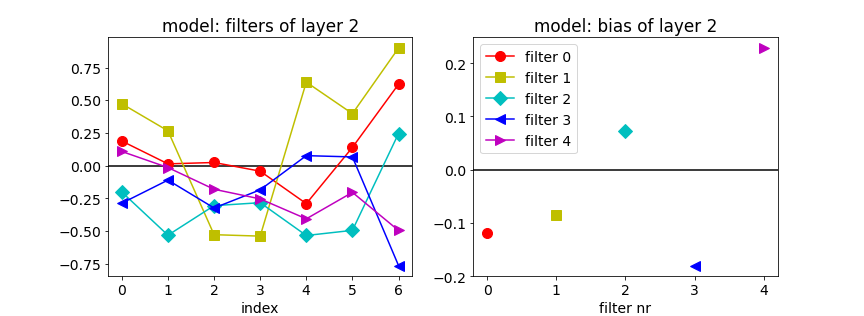 model: filters of layer 2
0.75
0.50
0.25
0.00
−0.25
−0.50
−0.75
0 1 2 3 4 5 6
index
model: bias of layer 2
filter 0
filter 1
filter 2
filter 3
filter 4
0.2
0.1
0.0
−0.1
−0.2
0 1 2 3 4
filter nr